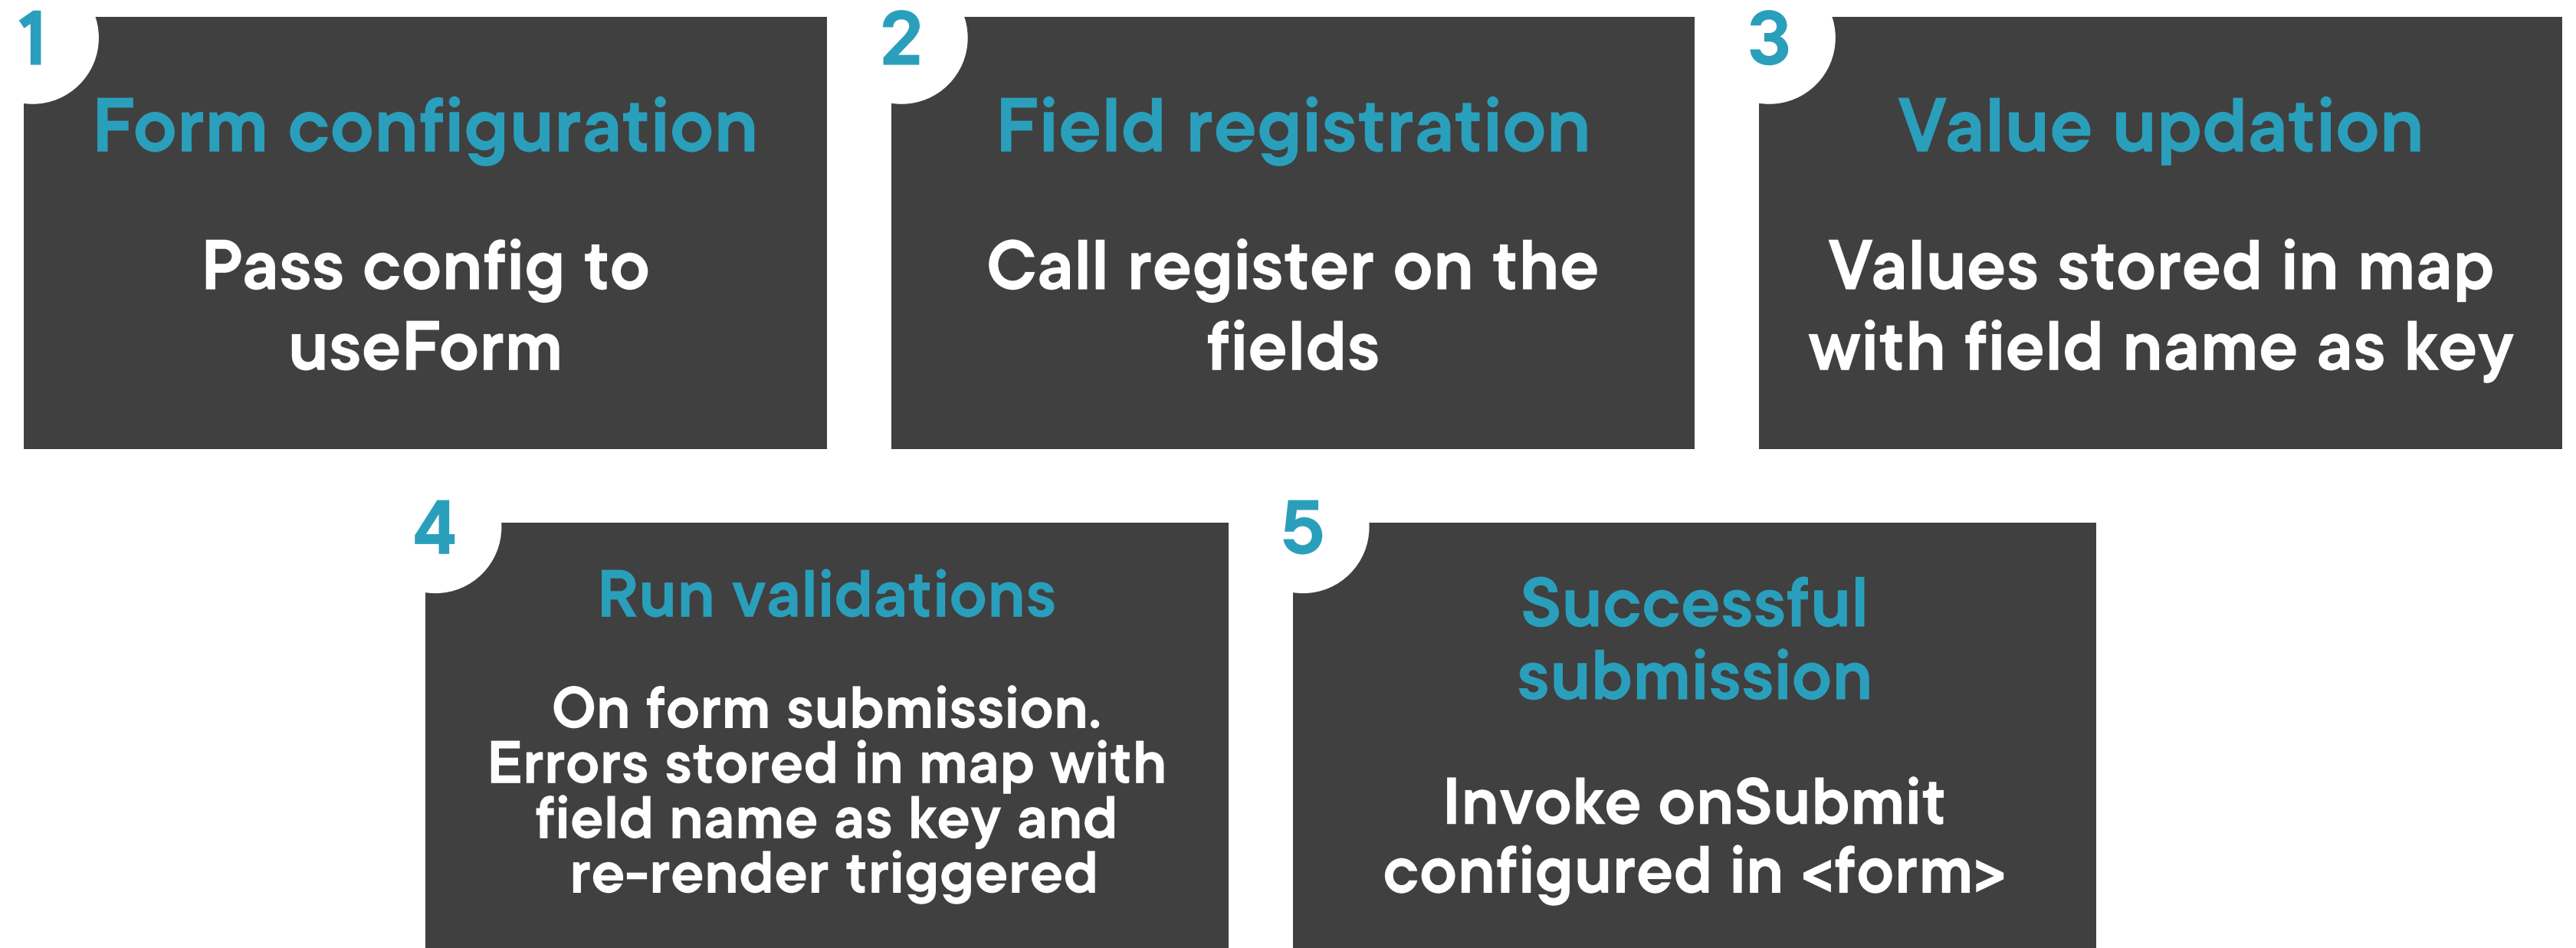 1
Form configuration
Pass config to
useForm
2
Field registration
Call register on the
fields
3
Value updation
Values stored in map
with field name as key
4
Run validations
On form submission.
Errors stored in map with
field name as key and
re-render triggered
5
Successful
submission
Invoke onSubmit
configured in <form>